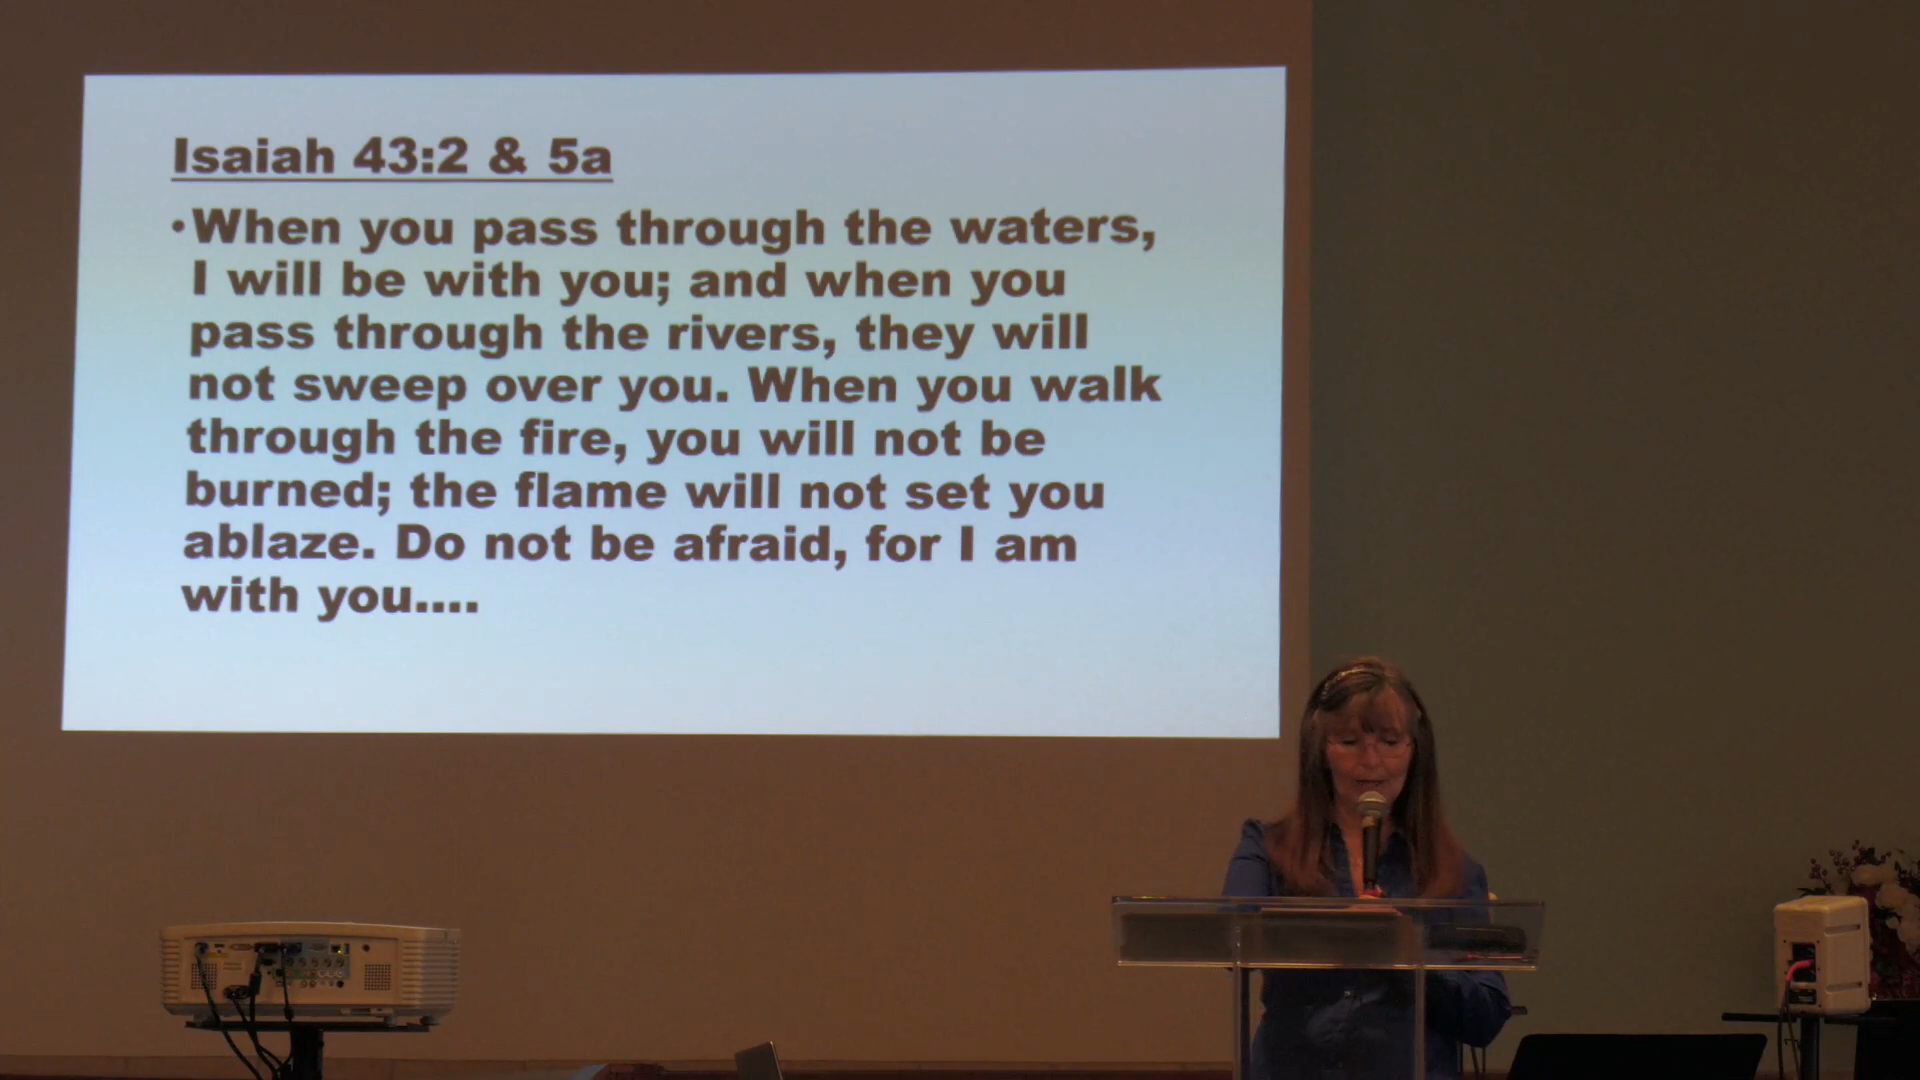 Isaiah 43:2 & 5a
•When you pass through the waters,
I will be with you; and when you
pass through the rivers, they will
not sweep over you. When you walk
through the fire, you will not be
burned; the flame will not set you
ablaze. Do not be afraid, for I am
with you....